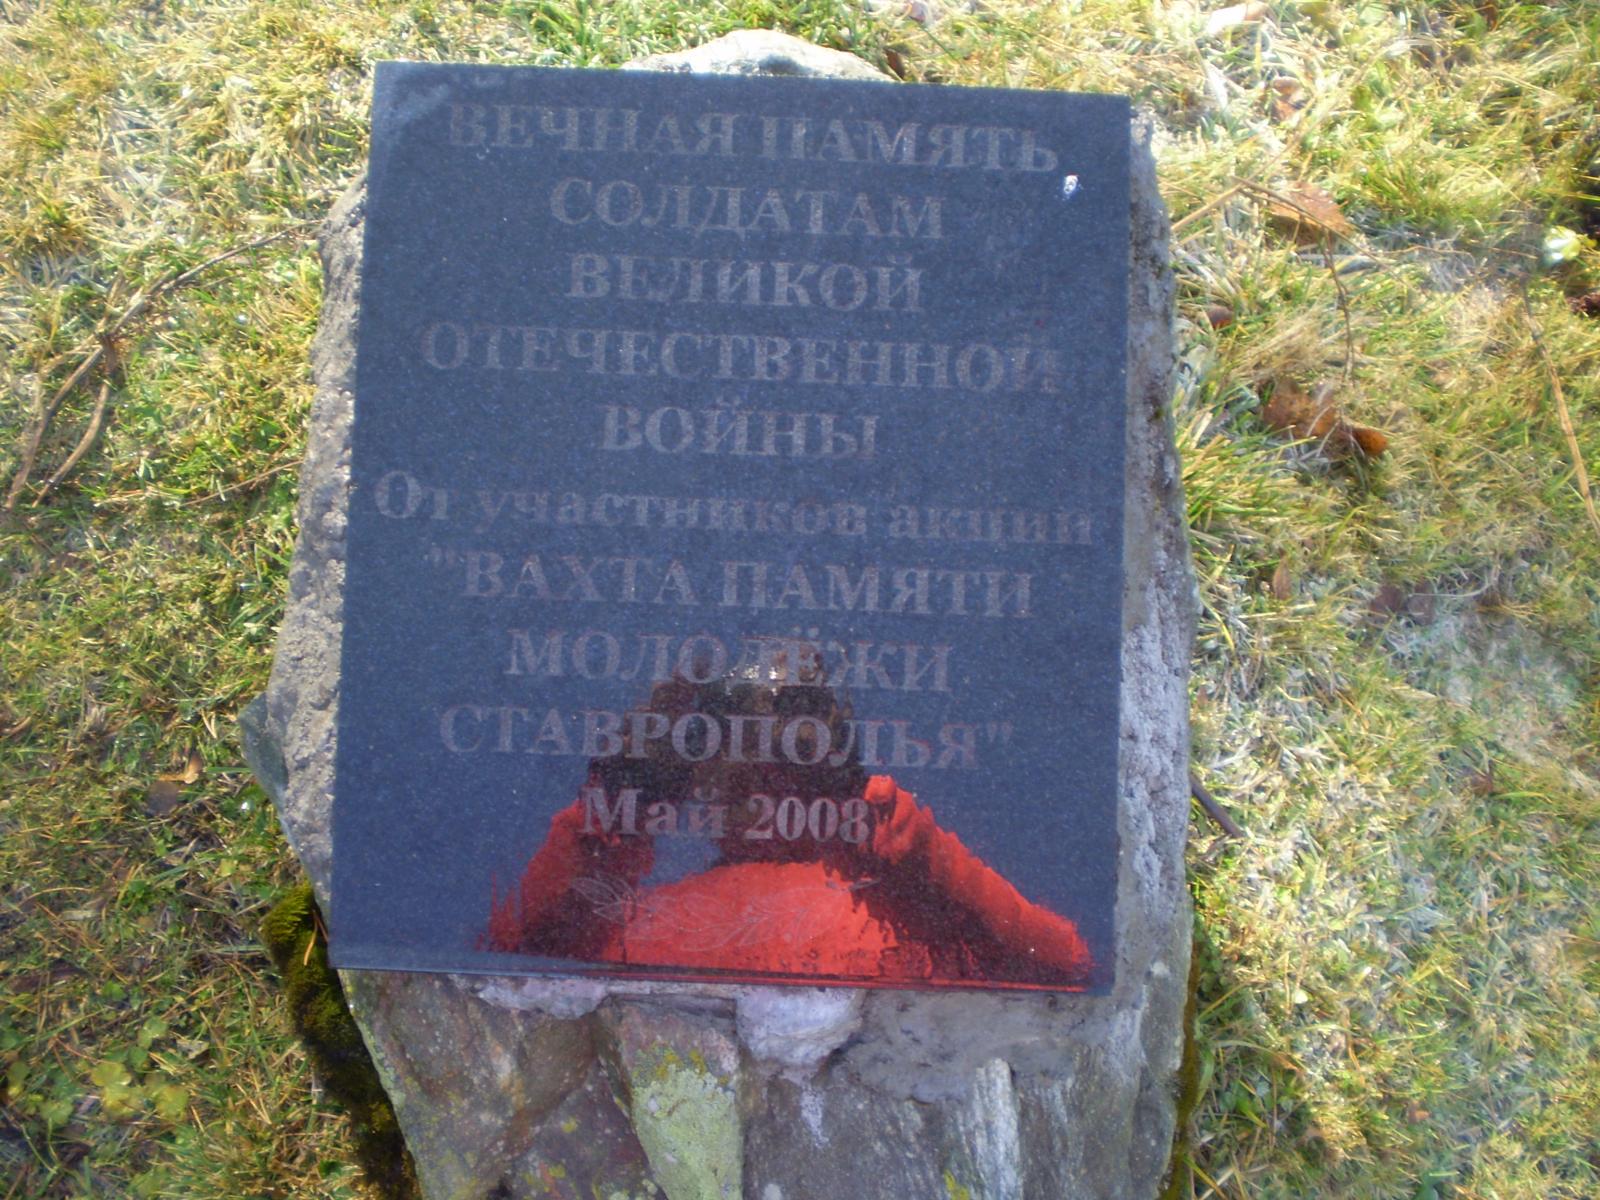 ВЕЧНАЯ ПАМЯТЬ
СОЛДАТАМ
ВЕЛИКОЙ
ОТЕЧЕСТВЕННОЙ
ВОЙНЫ
От участников акции
"ВАХТА ПАМЯТИ
МОЛОДЁЖИ
СТАВРОПОЛЬЯ"
Май 2008